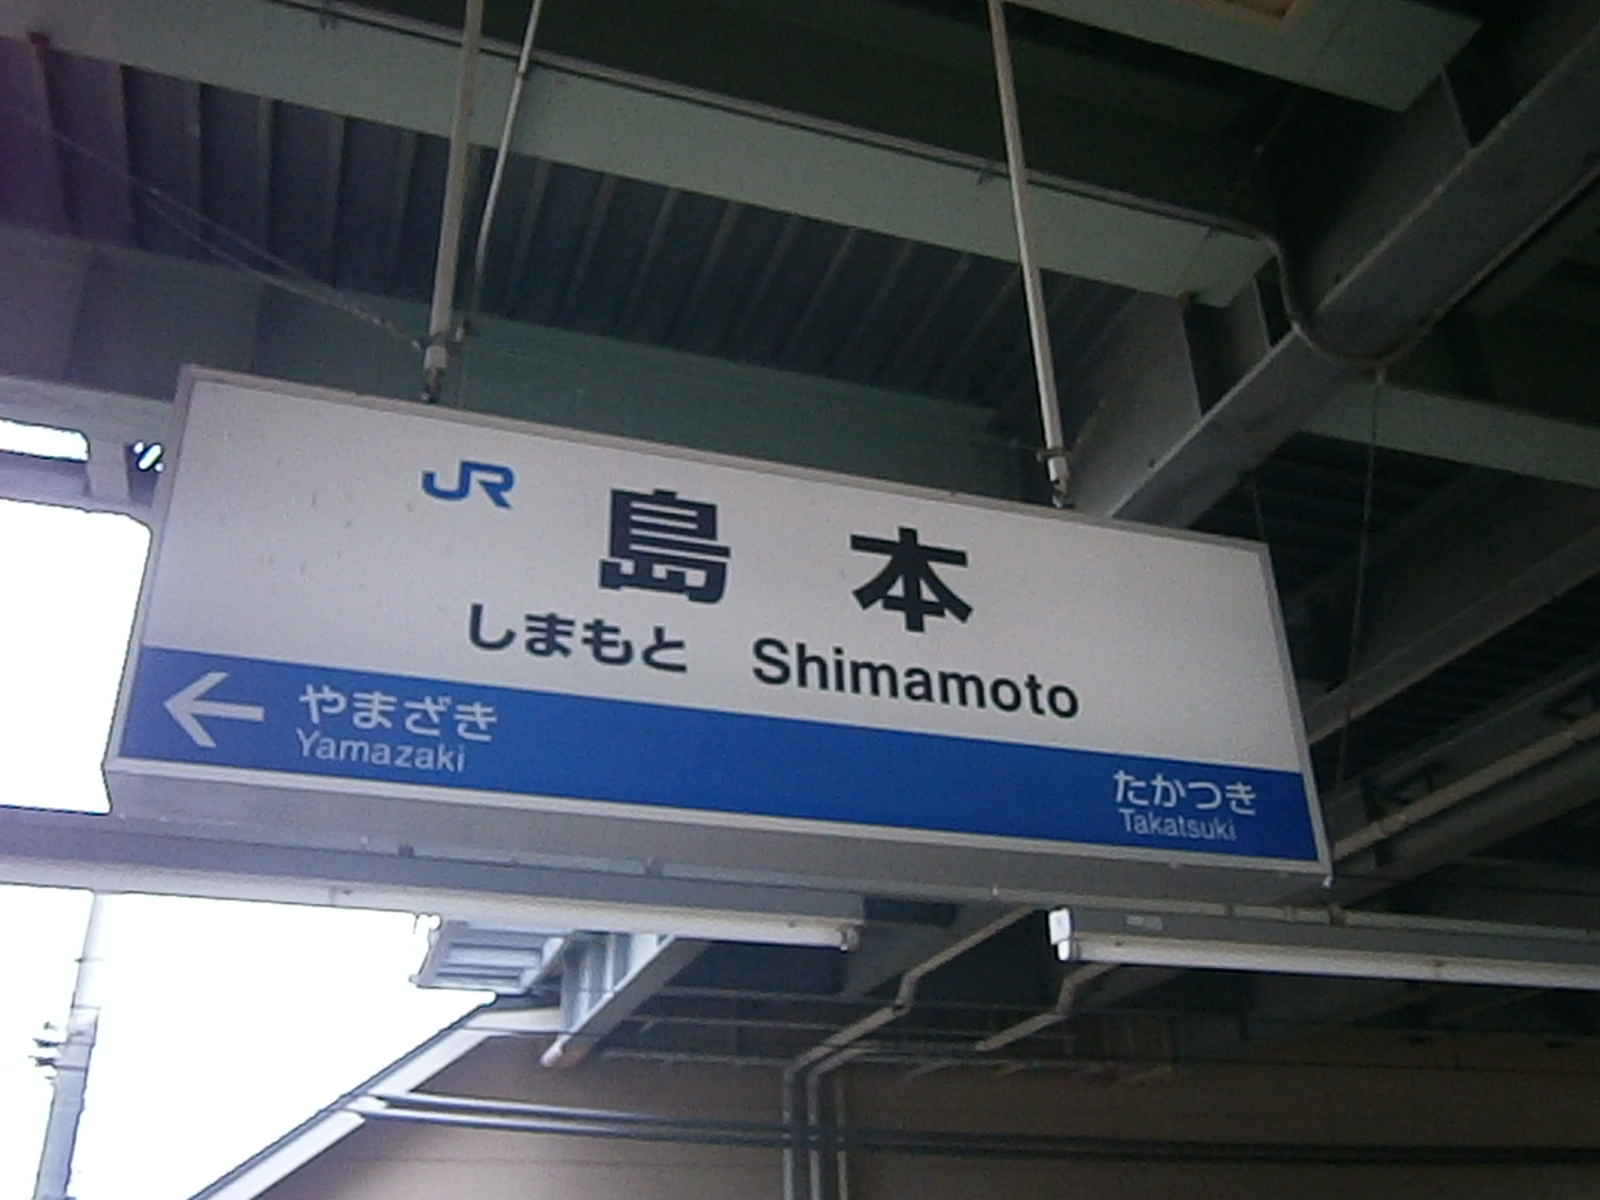 JR 島本
しまもと Shimamoto
← やまざき
Yamazaki
たかつき
Takatsuki